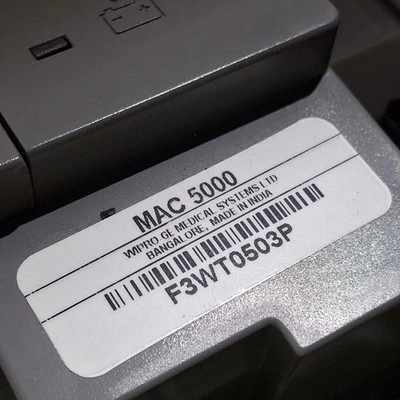 MAC 5000
WIPRO GE MEDICAL SYSTEMS LTD
BANGALORE, MADE IN INDIA
F3WT0503P